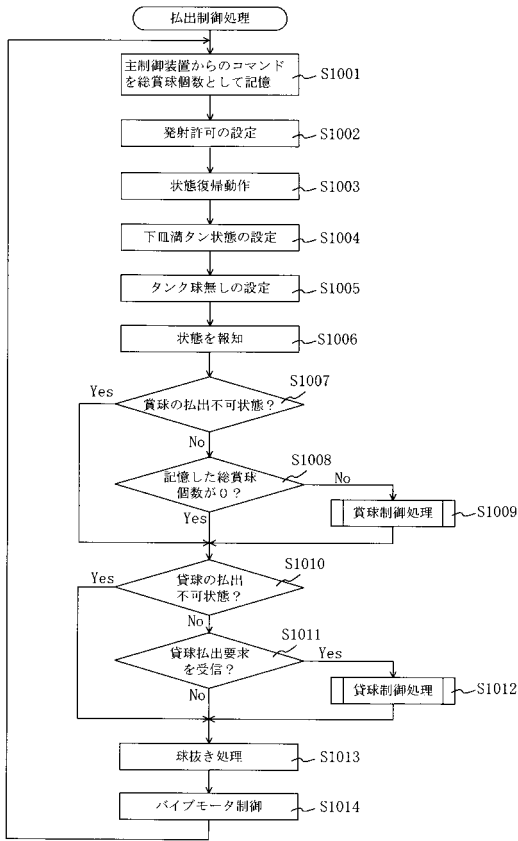 払出制御処理
主制御装置からのコマンド
を総賞球個数として記憶
S1001
発射許可の設定
S1002
状態復帰動作
S1003
下皿満タン状態の設定
S1004
タンク球無しの設定
S1005
状態を報知
S1006
S1007
Yes
賞球の払出不可状態?
No
S1008
記憶した総賞球
個数が0?
No
Yes
賞球制御処理
S1009
S1010
Yes
貸球の払出
不可状態?
No
S1011
貸球払出要求
を受信?
Yes
No
貸球制御処理
S1012
球抜き処理
S1013
バイブモータ制御
S1014